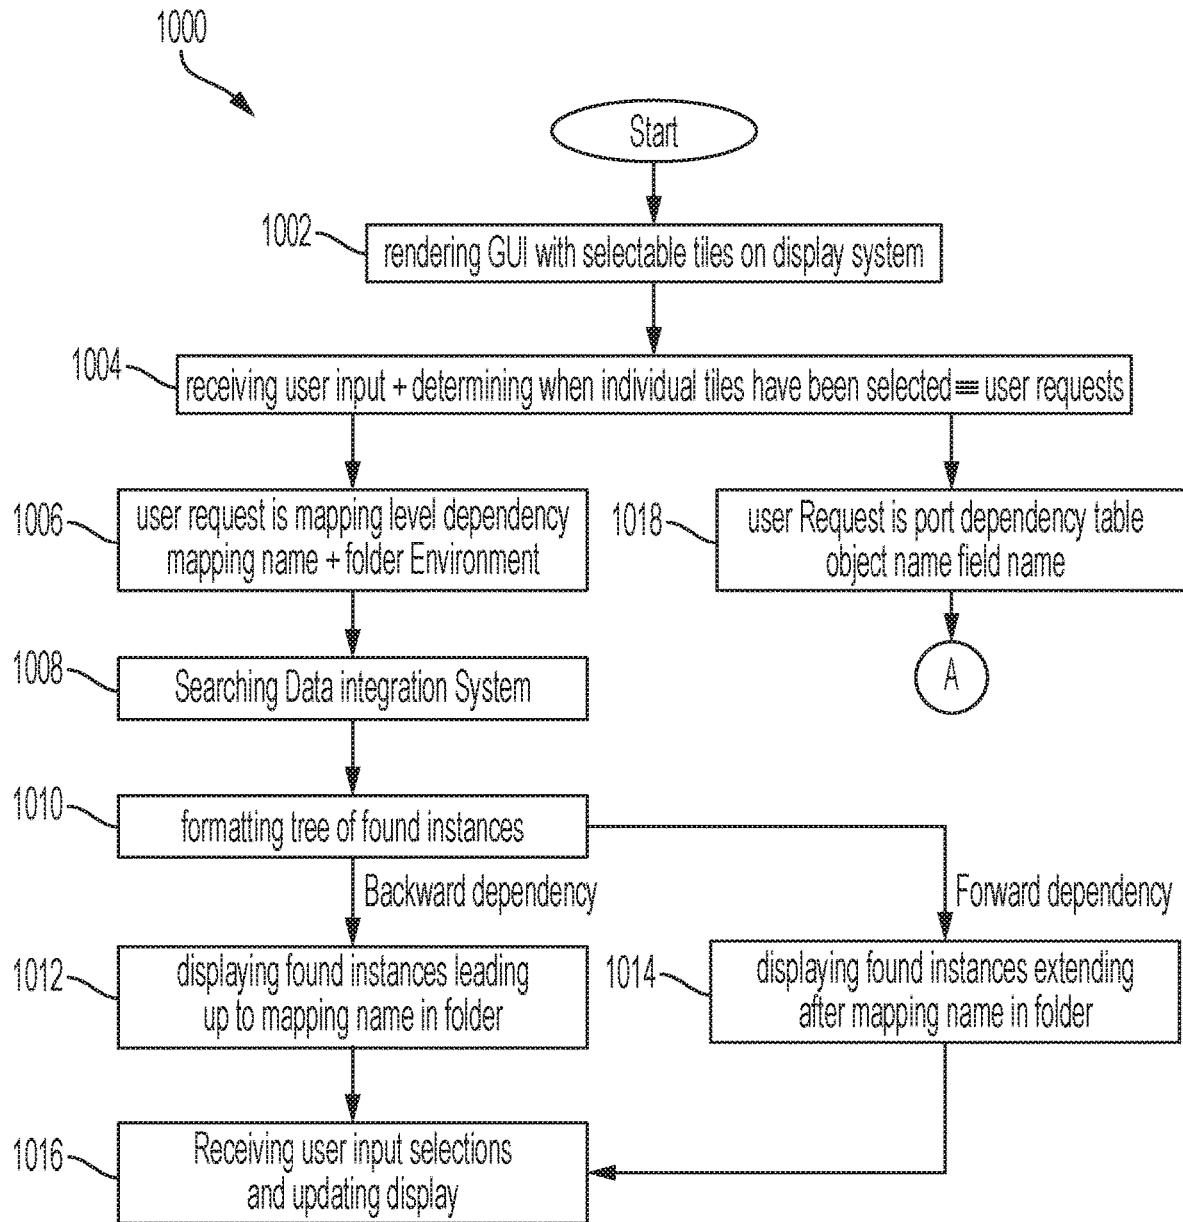 1000
Start
1002
rendering GUI with selectable tiles on display system
1004
receiving user input + determining when individual tiles have been selected ≡ user requests
1006
user request is mapping level dependency
mapping name + folder Environment
1018
user Request is port dependency table
object name field name
1008
Searching Data integration System
A
1010
formatting tree of found instances
Backward dependency
Forward dependency
1012
displaying found instances leading
up to mapping name in folder
1014
displaying found instances extending
after mapping name in folder
1016
Receiving user input selections
and updating display